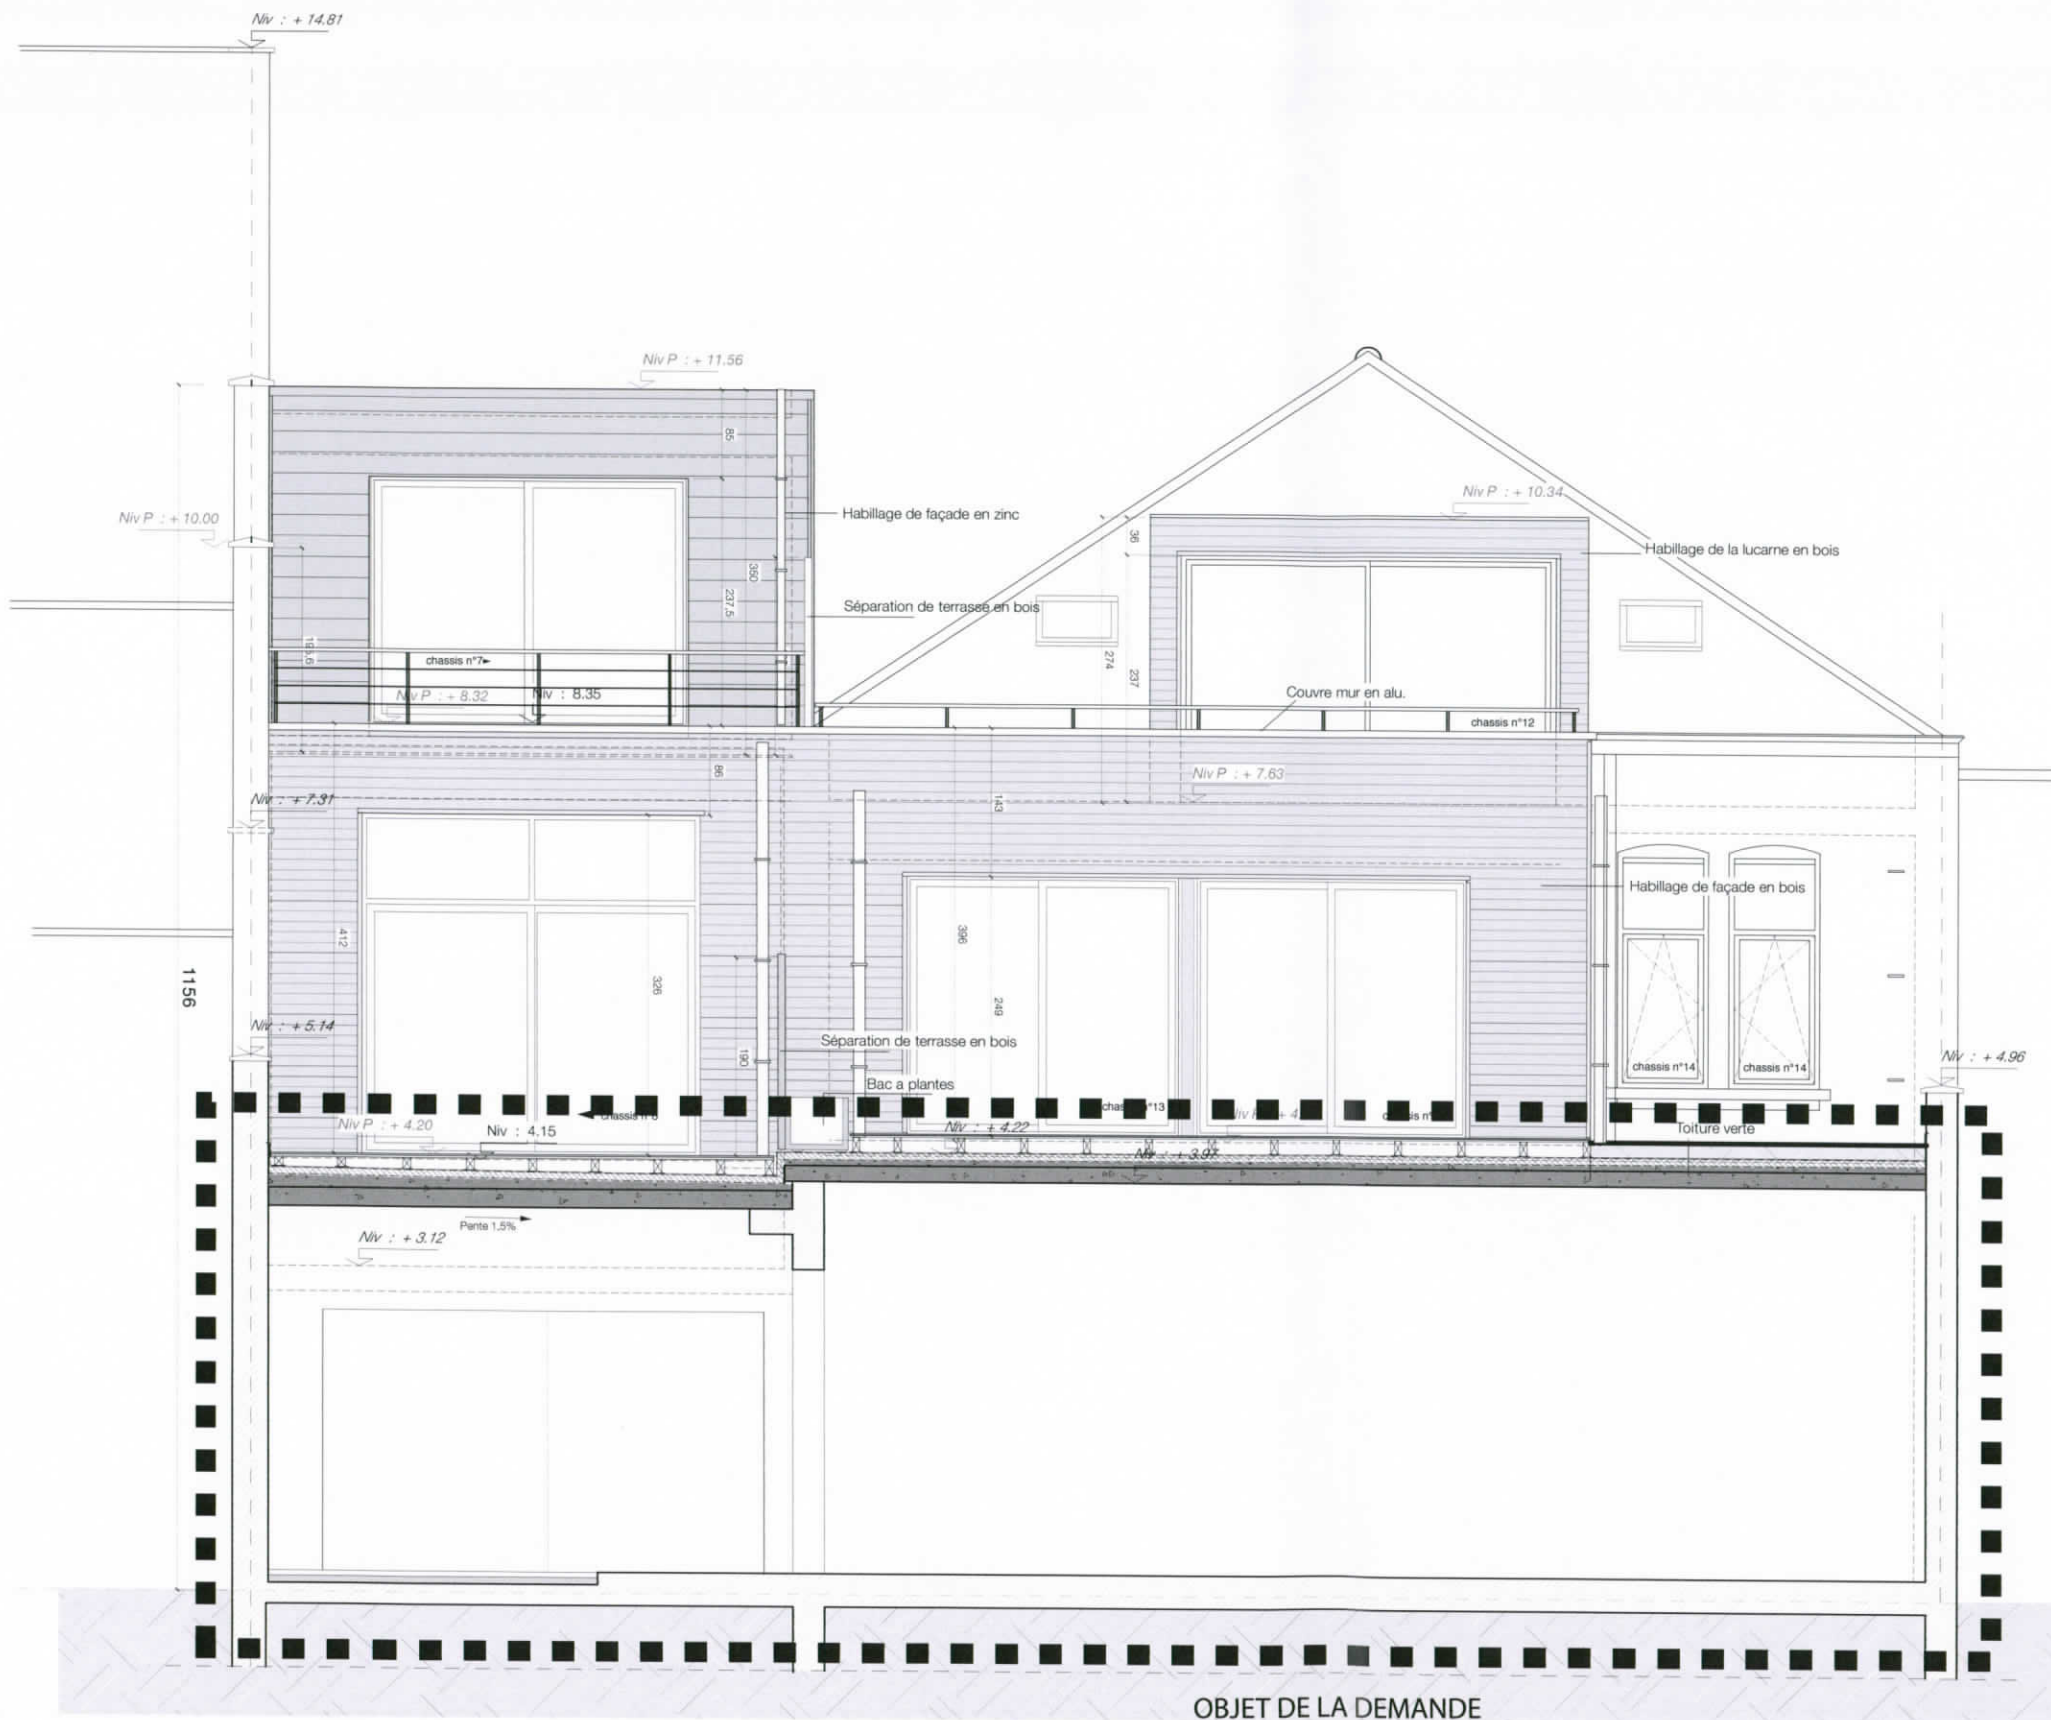 Niv : + 14.81
Niv P : + 11.56
85
Niv P : + 10.34
Niv P : + 10.00
Habillage de façade en zinc
36
Habillage de la lucarne en bois
360
237,5
Séparation de terrasse en bois
274
237
chassis n°7
Niv P : + 8.32
Niv : 8.35
Couvre mur en alu.
chassis n°12
86
Niv P : + 7.63
Niv : + 7.31
143
Habillage de façade en bois
412
396
326
1156
249
Niv : + 5.14
Séparation de terrasse en bois
190
Niv : + 4.96
chassis n°14
chassis n°14
Bac a plantes
n°13
Niv P : + 4.20
Niv : 4.15
Niv : + 4.22
Toiture verte
Niv : + 3.97
Pente 1,5%
Niv : + 3.12
OBJET DE LA DEMANDE